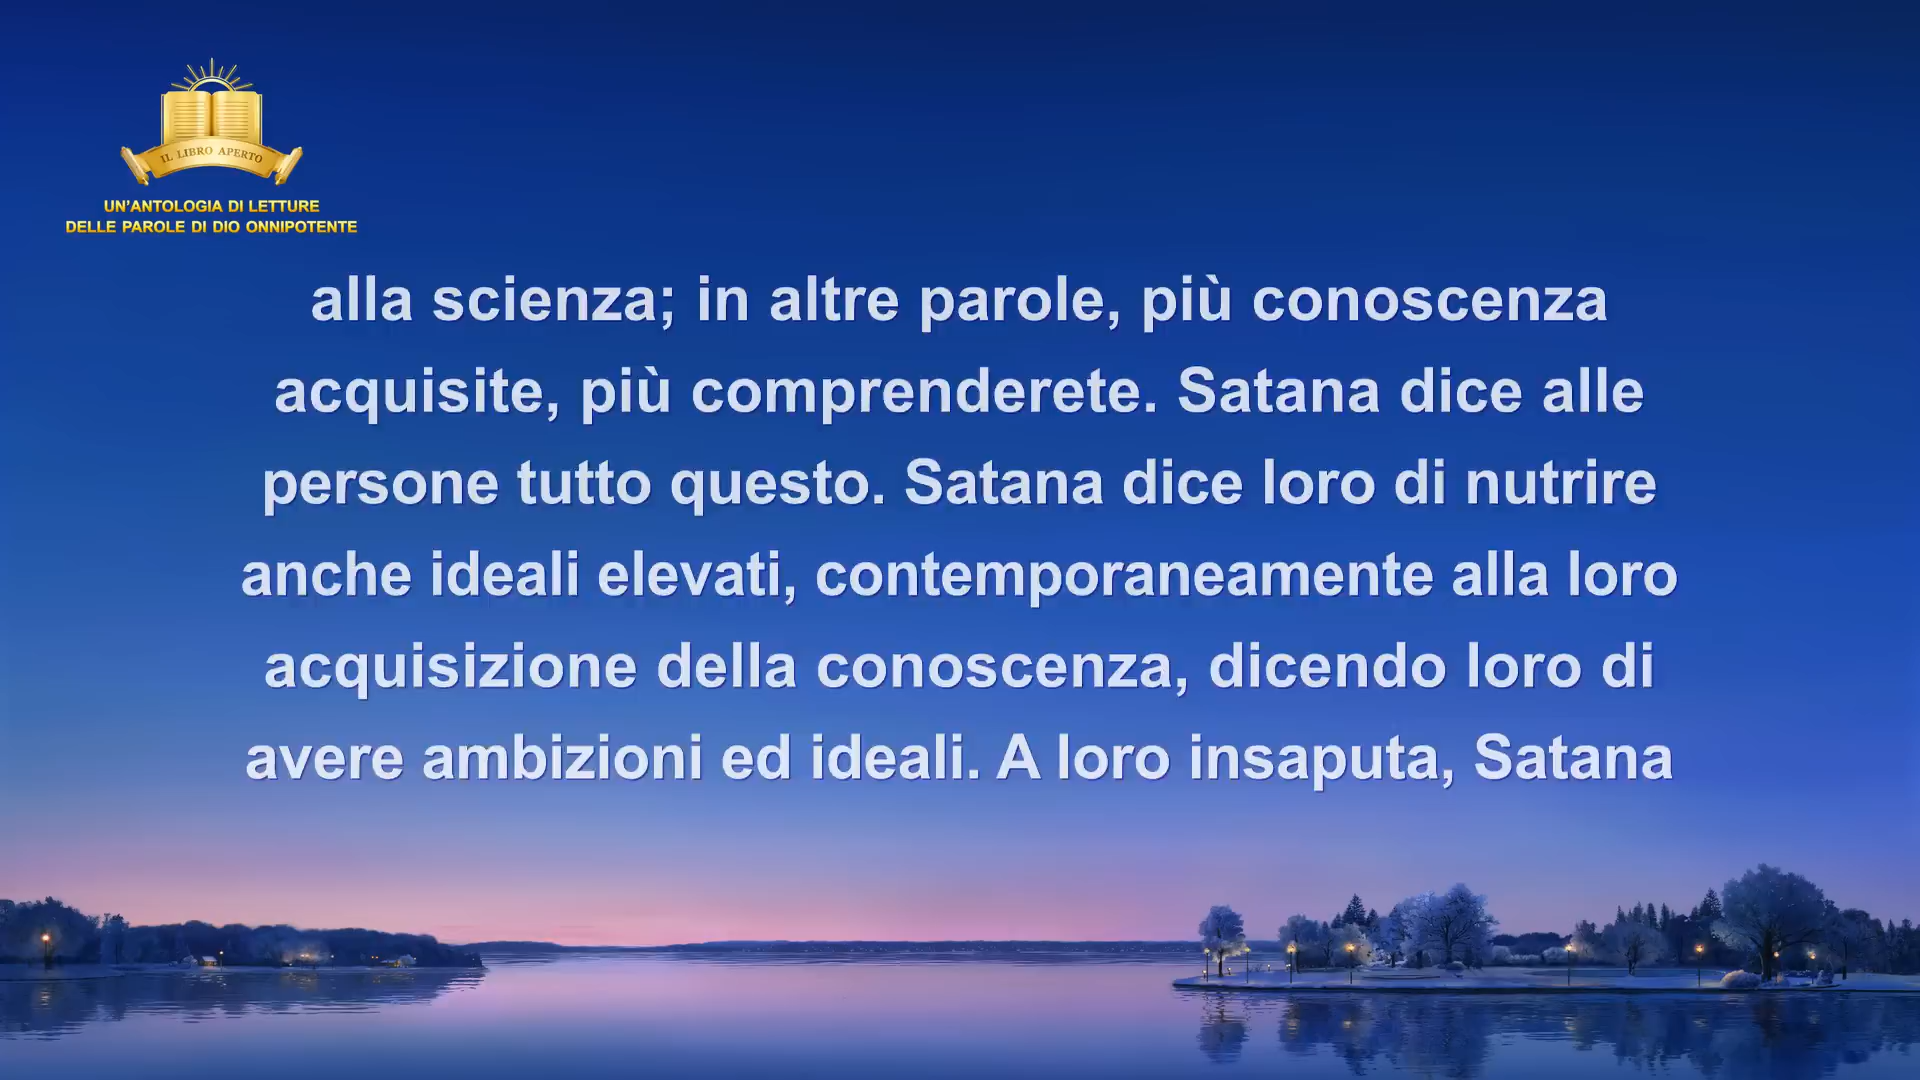 IL LIBRO APERTO
UN'ANTOLOGIA DI LETTURE
DELLE PAROLE DI DIO ONNIPOTENTE
alla scienza; in altre parole, più conoscenza
acquisite, più comprenderete. Satana dice alle
persone tutto questo. Satana dice loro di nutrire
anche ideali elevati, contemporaneamente alla loro
acquisizione della conoscenza, dicendo loro di
avere ambizioni ed ideali. A loro insaputa, Satana